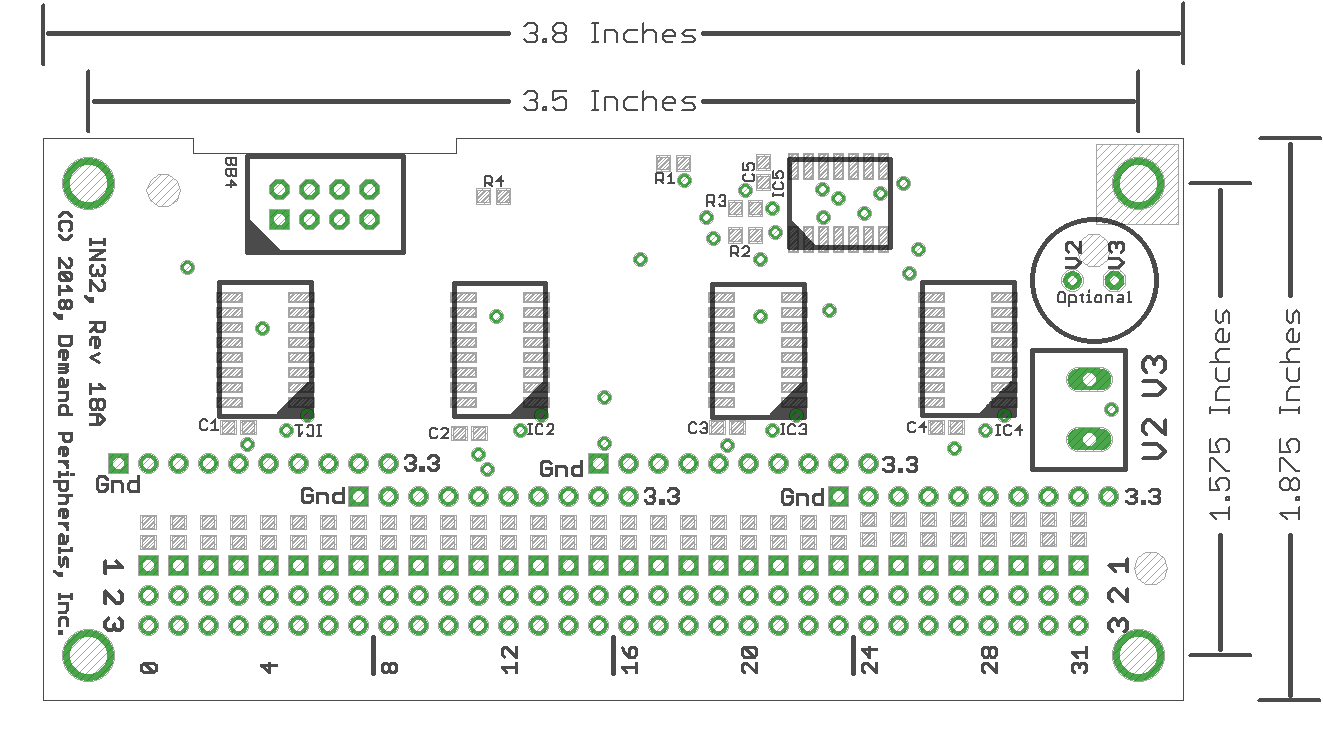 3.8 Inches
3.5 Inches
BB4
R4
R1
C5
IC5
R3
R2
V2 V3
Optional
(C) 2018, Demand Peripherals, Inc.
IN32, Rev 18A
V2 V3
1.575 Inches
1.875 Inches
C1
IC1
C2
IC2
C3
IC3
C4
IC4
Gnd
3.3
Gnd
3.3
Gnd
3.3
Gnd
3.3
1 2 3
3 2 1
0 4 8 12 16 20 24 28 31